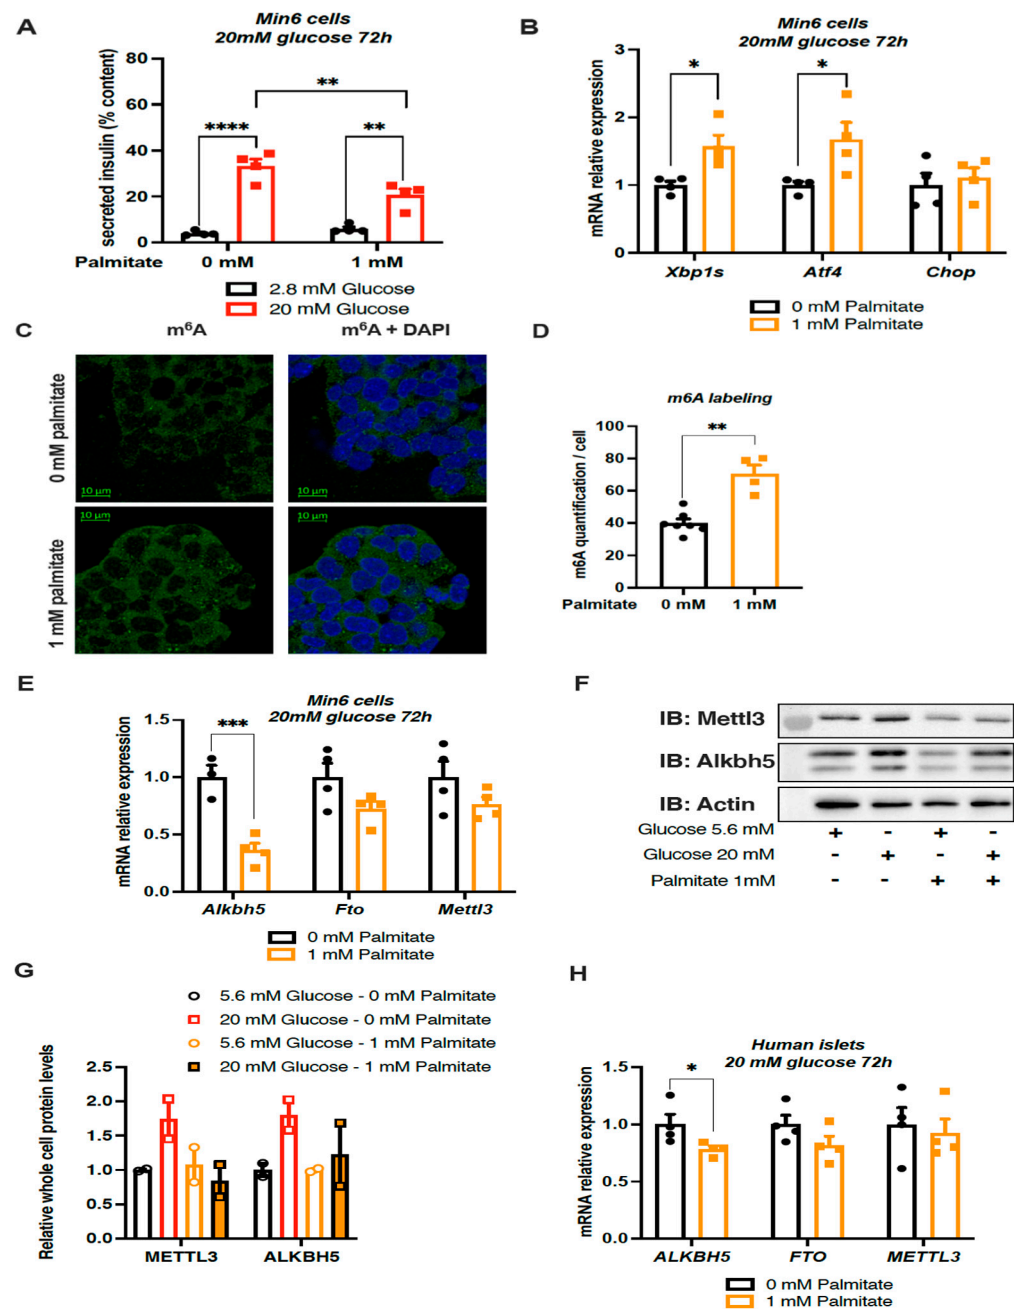 A
Min6 cells
20mM glucose 72h
secreted insulin (% content)
80
60
40
20
0
****
**
**
Palmitate
0 mM
1 mM
2.8 mM Glucose
20 mM Glucose
B
Min6 cells
20mM glucose 72h
mRNA relative expression
3
2
1
0
*
*
Xbp1s
Atf4
Chop
0 mM Palmitate
1 mM Palmitate
C
m⁶A
m⁶A + DAPI
0 mM palmitate
1 mM palmitate
10 µm
10 µm
10 µm
10 µm
D
m6A labeling
m6A quantification / cell
100
80
60
40
20
0
**
Palmitate
0 mM
1 mM
E
Min6 cells
20mM glucose 72h
mRNA relative expression
1.5
1.0
0.5
0.0
***
Alkbh5
Fto
Mettl3
0 mM Palmitate
1 mM Palmitate
F
IB: Mettl3
IB: Alkbh5
IB: Actin
Glucose 5.6 mM + - + -
Glucose 20 mM - + - +
Palmitate 1mM - - + +
G
5.6 mM Glucose - 0 mM Palmitate
20 mM Glucose - 0 mM Palmitate
5.6 mM Glucose - 1 mM Palmitate
20 mM Glucose - 1 mM Palmitate
Relative whole cell protein levels
2.5
2.0
1.5
1.0
0.5
0.0
METTL3
ALKBH5
H
Human islets
20 mM glucose 72h
mRNA relative expression
1.5
1.0
0.5
0.0
*
ALKBH5
FTO
METTL3
0 mM Palmitate
1 mM Palmitate